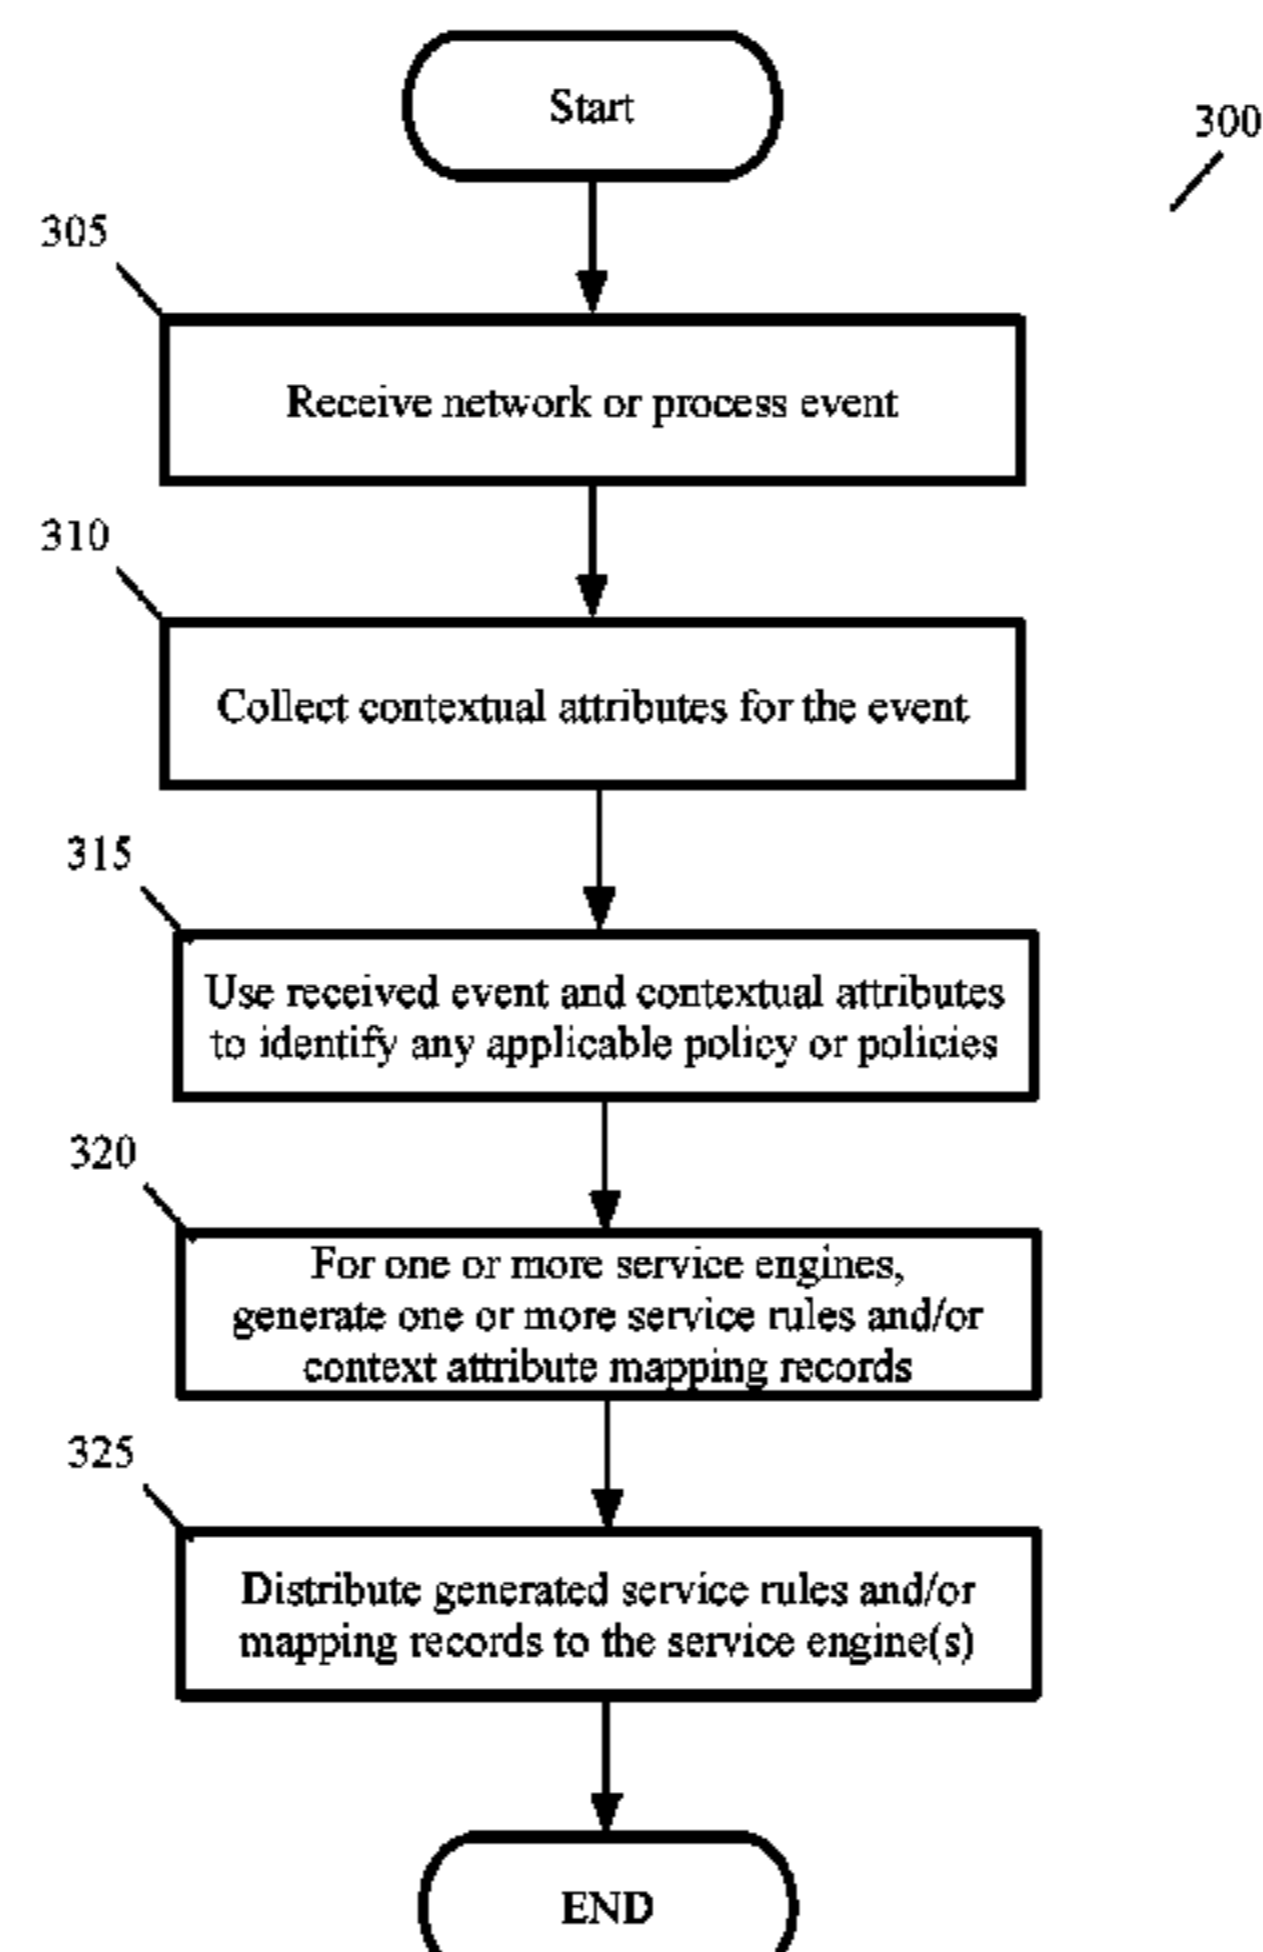 Start
300
305
Receive network or process event
310
Collect contextual attributes for the event
315
Use received event and contextual attributes
to identify any applicable policy or policies
320
For one or more service engines,
generate one or more service rules and/or
context attribute mapping records
325
Distribute generated service rules and/or
mapping records to the service engine(s)
END